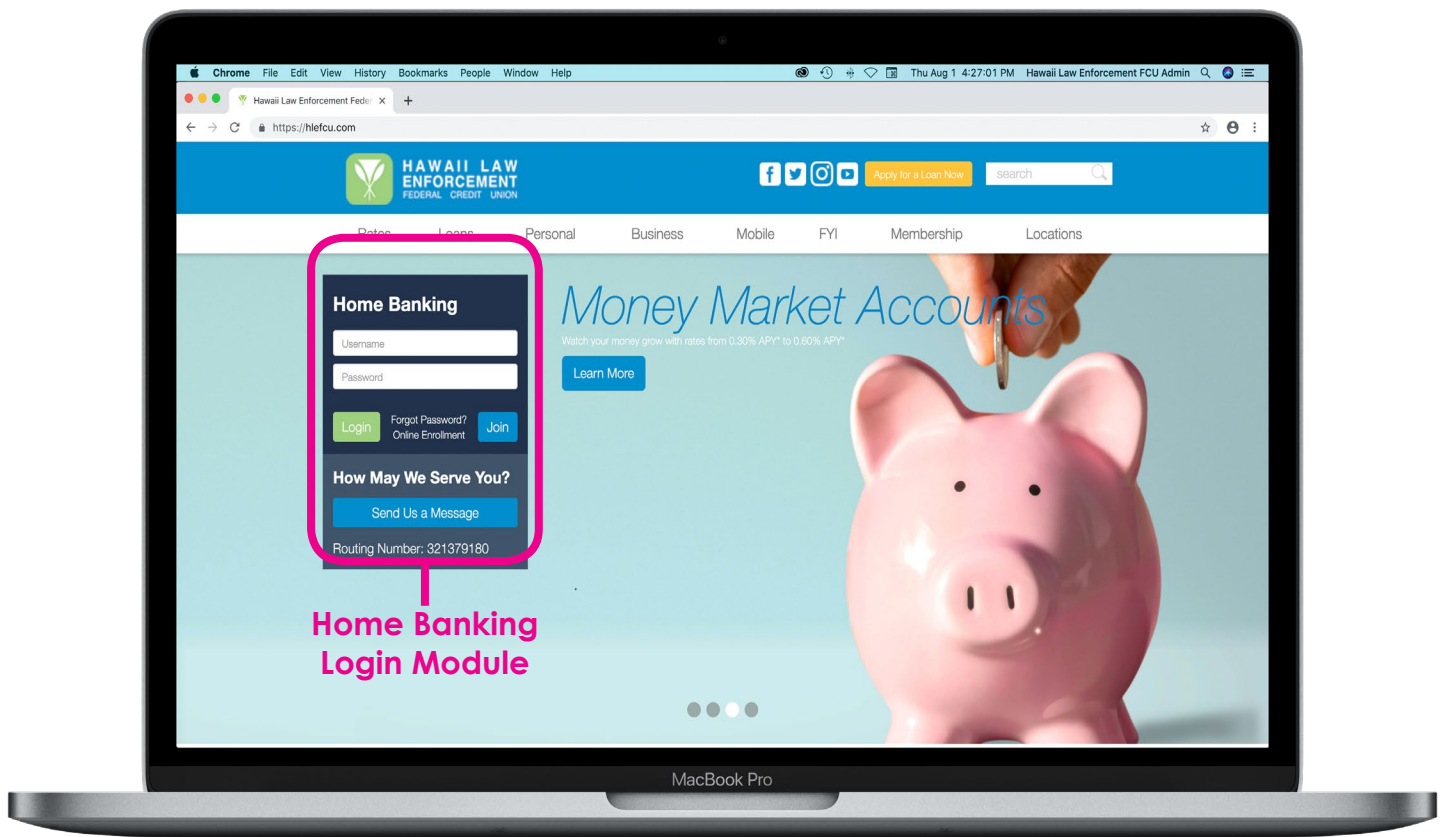 Chrome File Edit View History Bookmarks People Window Help Thu Aug 1 4:27:01 PM Hawaii Law Enforcement FCU Admin
Hawaii Law Enforcement Feder
https://hlefcu.com
HAWAII LAW
ENFORCEMENT
FEDERAL CREDIT UNION
Apply for a Loan Now
search
Rates Loans Personal Business Mobile FYI Membership Locations
Home Banking
Username
Password
Login
Forgot Password?
Online Enrollment
Join
How May We Serve You?
Send Us a Message
Routing Number: 321379180
Money Market Accounts
Watch your money grow with rates from 0.30% APY* to 0.60% APY*
Learn More
Home Banking
Login Module
MacBook Pro